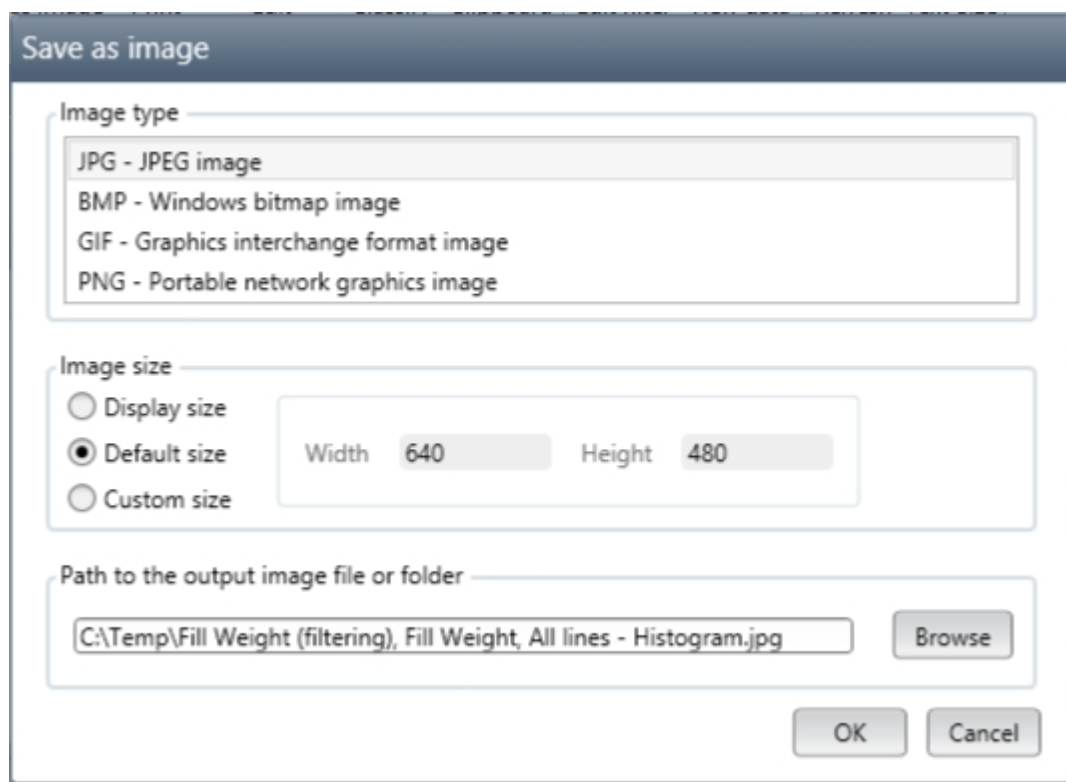 Save as image
Image type
JPG - JPEG image
BMP - Windows bitmap image
GIF - Graphics interchange format image
PNG - Portable network graphics image
Image size
Display size
Default size
Width 640 Height 480
Custom size
Path to the output image file or folder
C:\Temp\Fill Weight (filtering), Fill Weight, All lines - Histogram.jpg
Browse
OK Cancel